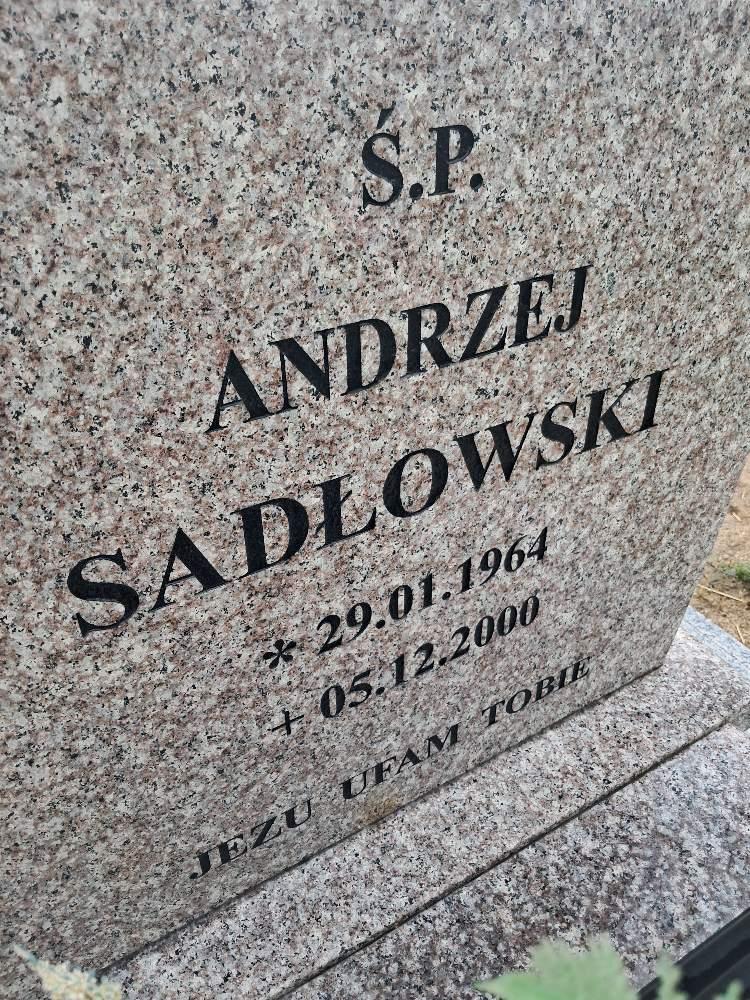 Ś.P.
ANDRZEJ
SADŁOWSKI
* 29.01.1964
+ 05.12.2000
JEZU UFAM TOBIE